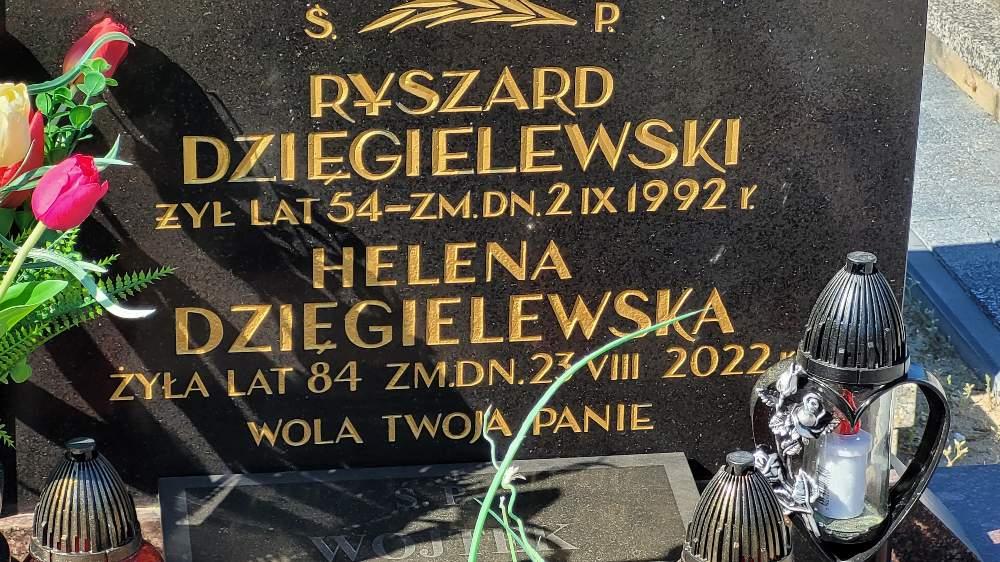 Ś. P.
RYSZARD
DZIĘGIELEWSKI
ŻYŁ LAT 54-ZM.DN.2 IX 1992 r.
HELENA
DZIĘGIELEWSKA
ŻYŁA LAT 84 ZM.DN.23 VIII 2022 r
WOLA TWOJA PANIE
Ś.P.
WOJTEK